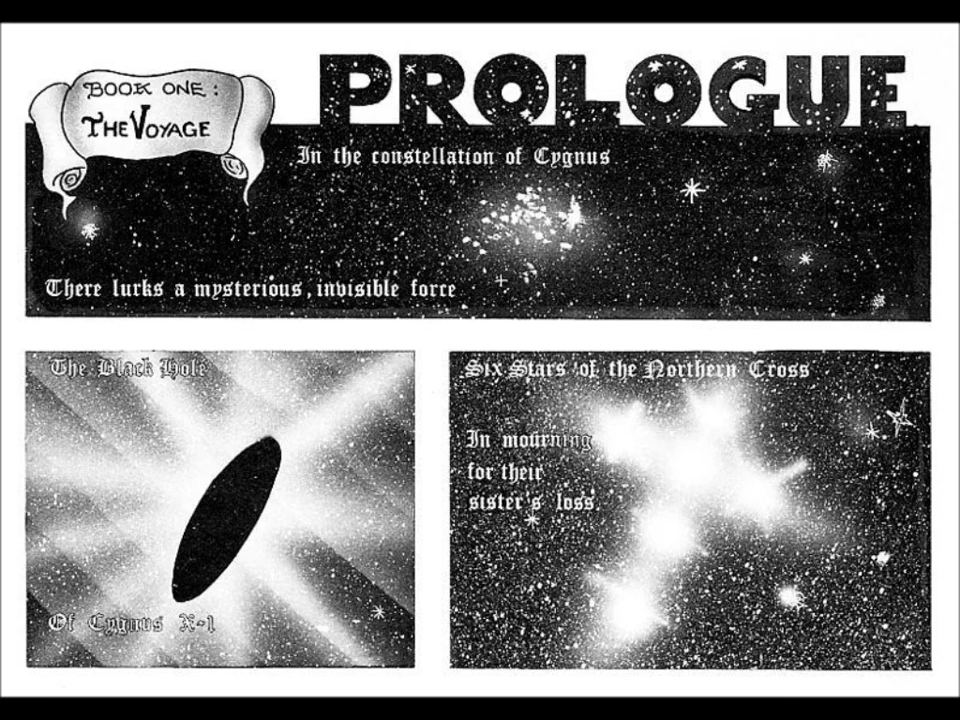 BOOK ONE:
THE VOYAGE
PROLOGUE
In the constellation of Cygnus
There lurks a mysterious, invisible force
The Black Hole
Of Cygnus X-1
Six Stars of the Northern Cross
In mourning
for their
sister's loss